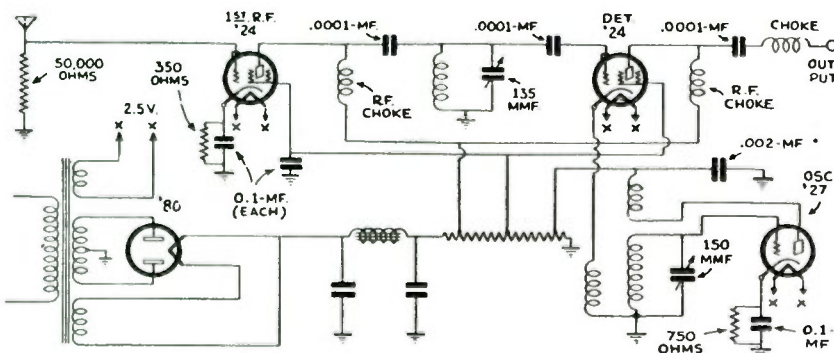 1ST. R.F.
'24
.0001-MF.
.0001-MF.
DET
'24
.0001-MF.
CHOKE
OUT
PUT
50,000
OHMS
350
OHMS
R.F.
CHOKE
135
MMF
R.F.
CHOKE
2.5V.
X
X
X
X
X
X
0.1-MF.
(EACH)
.002-MF
OSC
'27
'80
150
MMF
X
X
750
OHMS
0.1-
MF